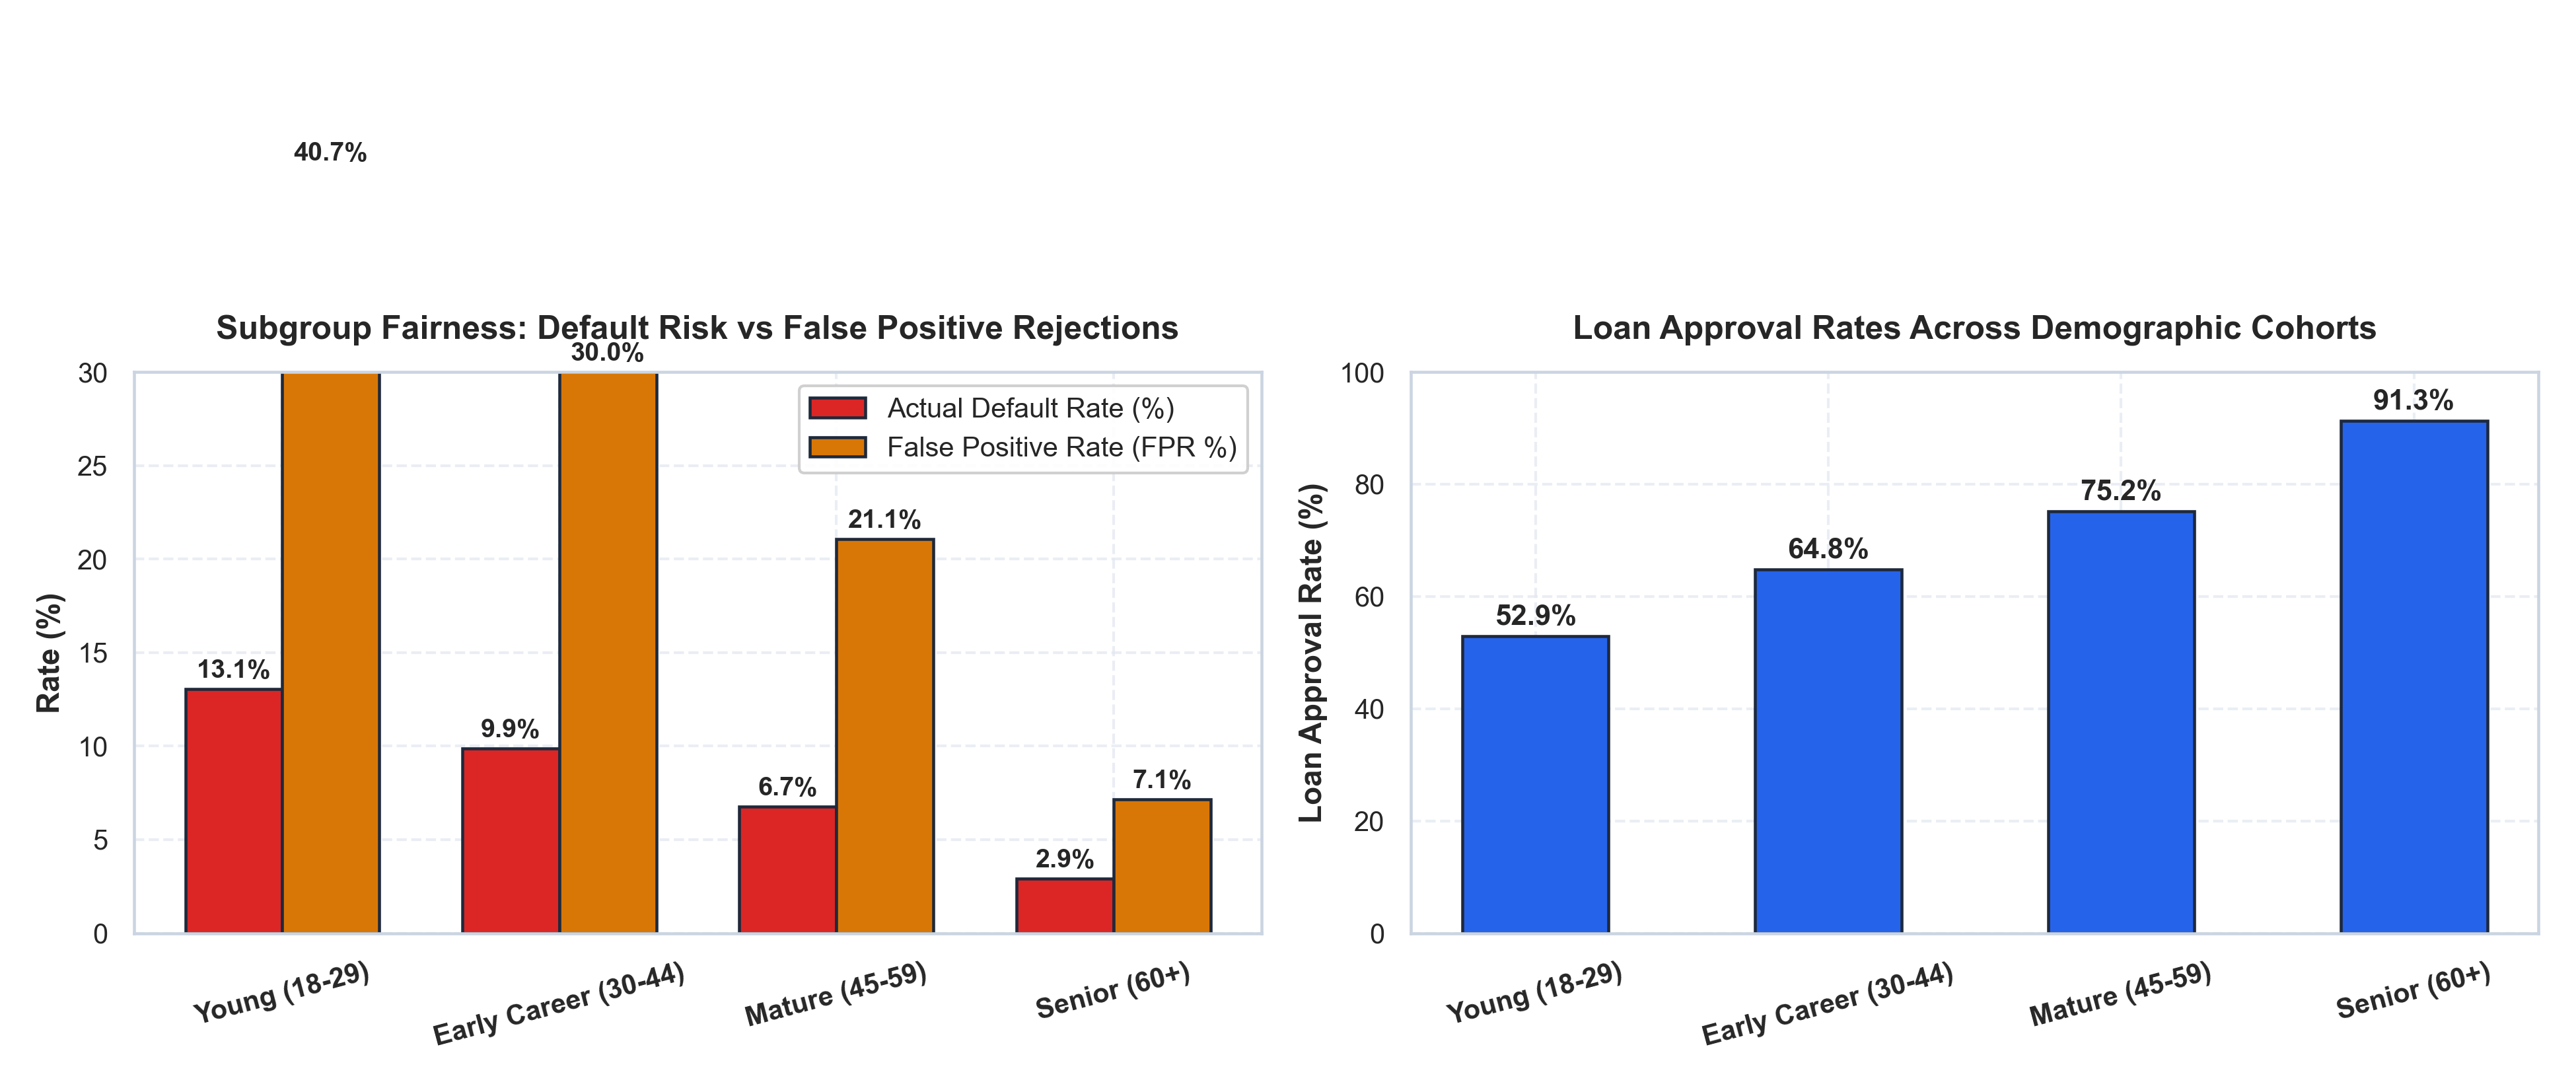 40.7%
Subgroup Fairness: Default Risk vs False Positive Rejections
30.0%
30
25
20
15
10
5
0
Rate (%)
Actual Default Rate (%)
False Positive Rate (FPR %)
13.1%
9.9%
6.7%
21.1%
2.9%
7.1%
Young (18-29)
Early Career (30-44)
Mature (45-59)
Senior (60+)
Loan Approval Rates Across Demographic Cohorts
100
80
60
40
20
0
Loan Approval Rate (%)
52.9%
64.8%
75.2%
91.3%
Young (18-29)
Early Career (30-44)
Mature (45-59)
Senior (60+)